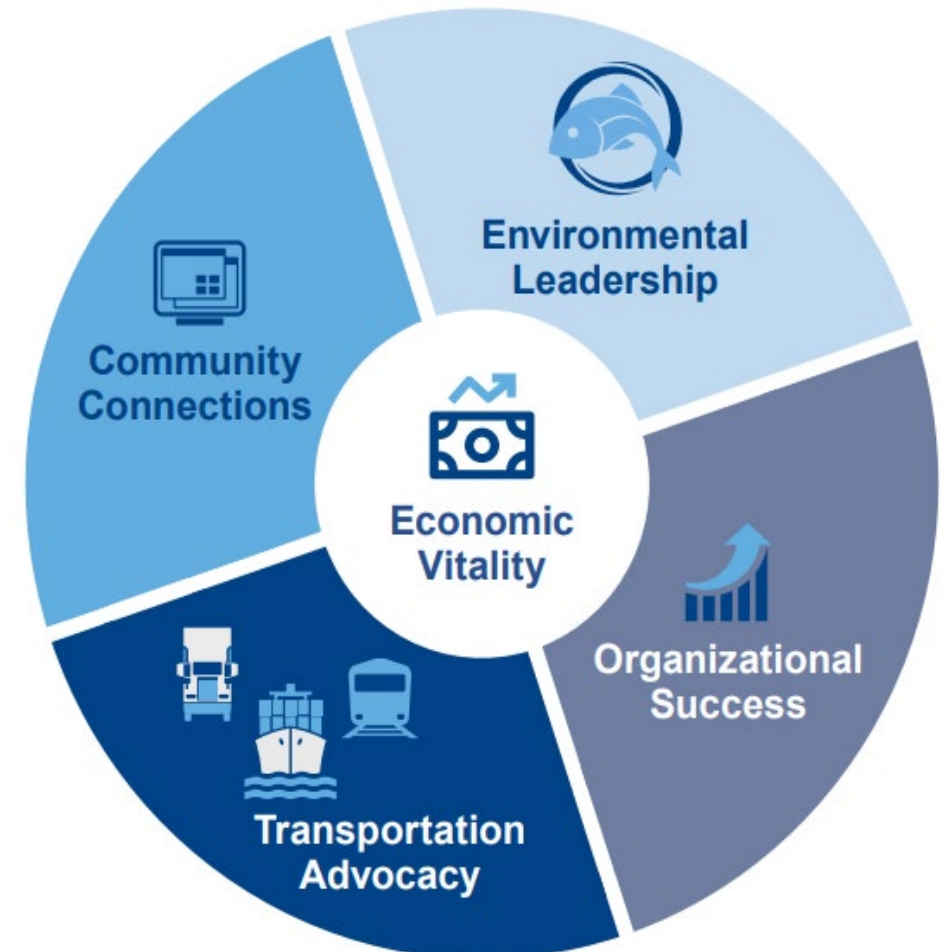 Environmental
Leadership
Community
Connections
Economic
Vitality
Organizational
Success
Transportation
Advocacy